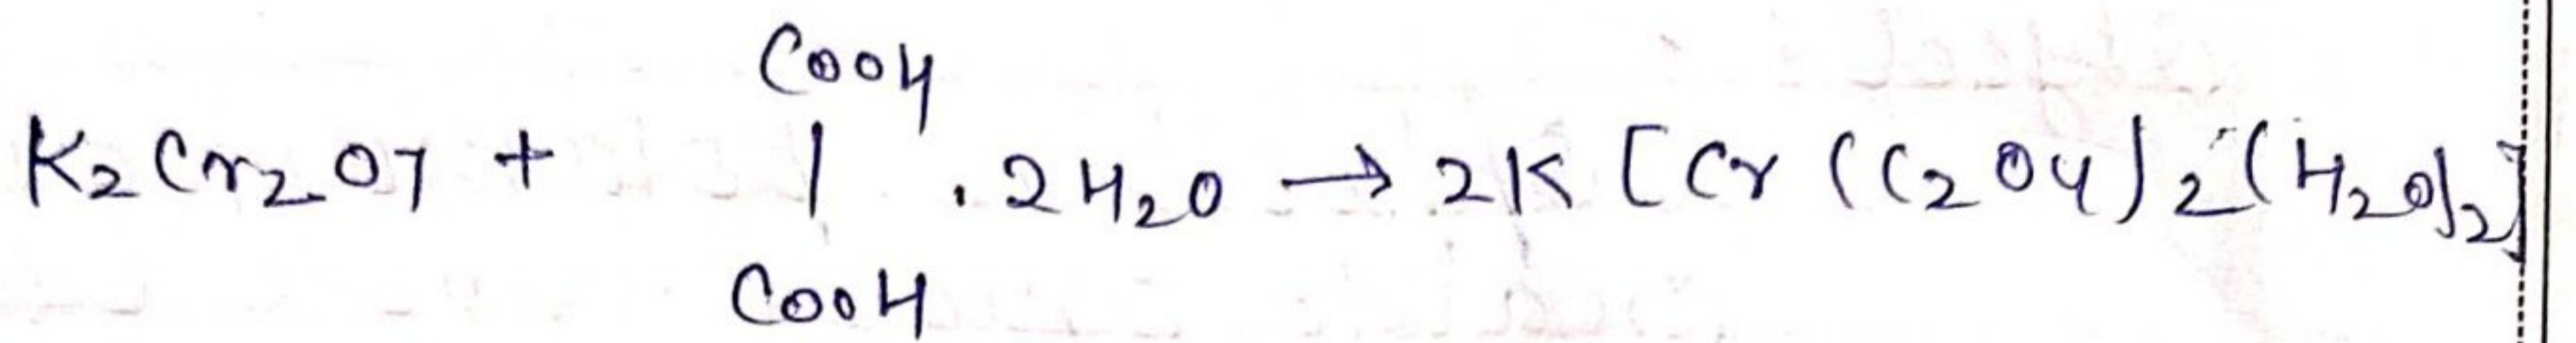 COOH
K2Cr2O7 + | . 2H2O → 2K [Cr (C2O4)2 (H2O)2]
COOH